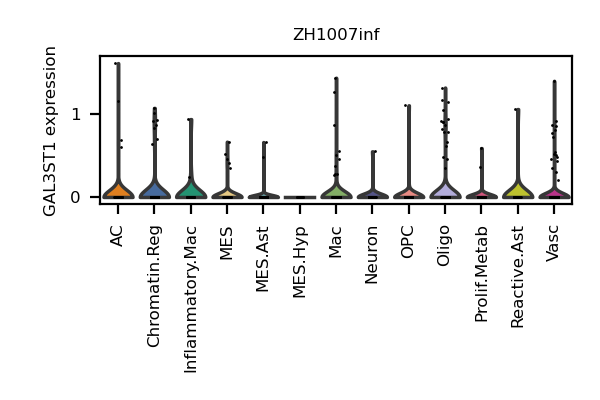 ZH1007inf
GAL3ST1 expression
1
0
AC
Chromatin.Reg
Inflammatory.Mac
MES
MES.Ast
MES.Hyp
Mac
Neuron
OPC
Oligo
Prolif.Metab
Reactive.Ast
Vasc